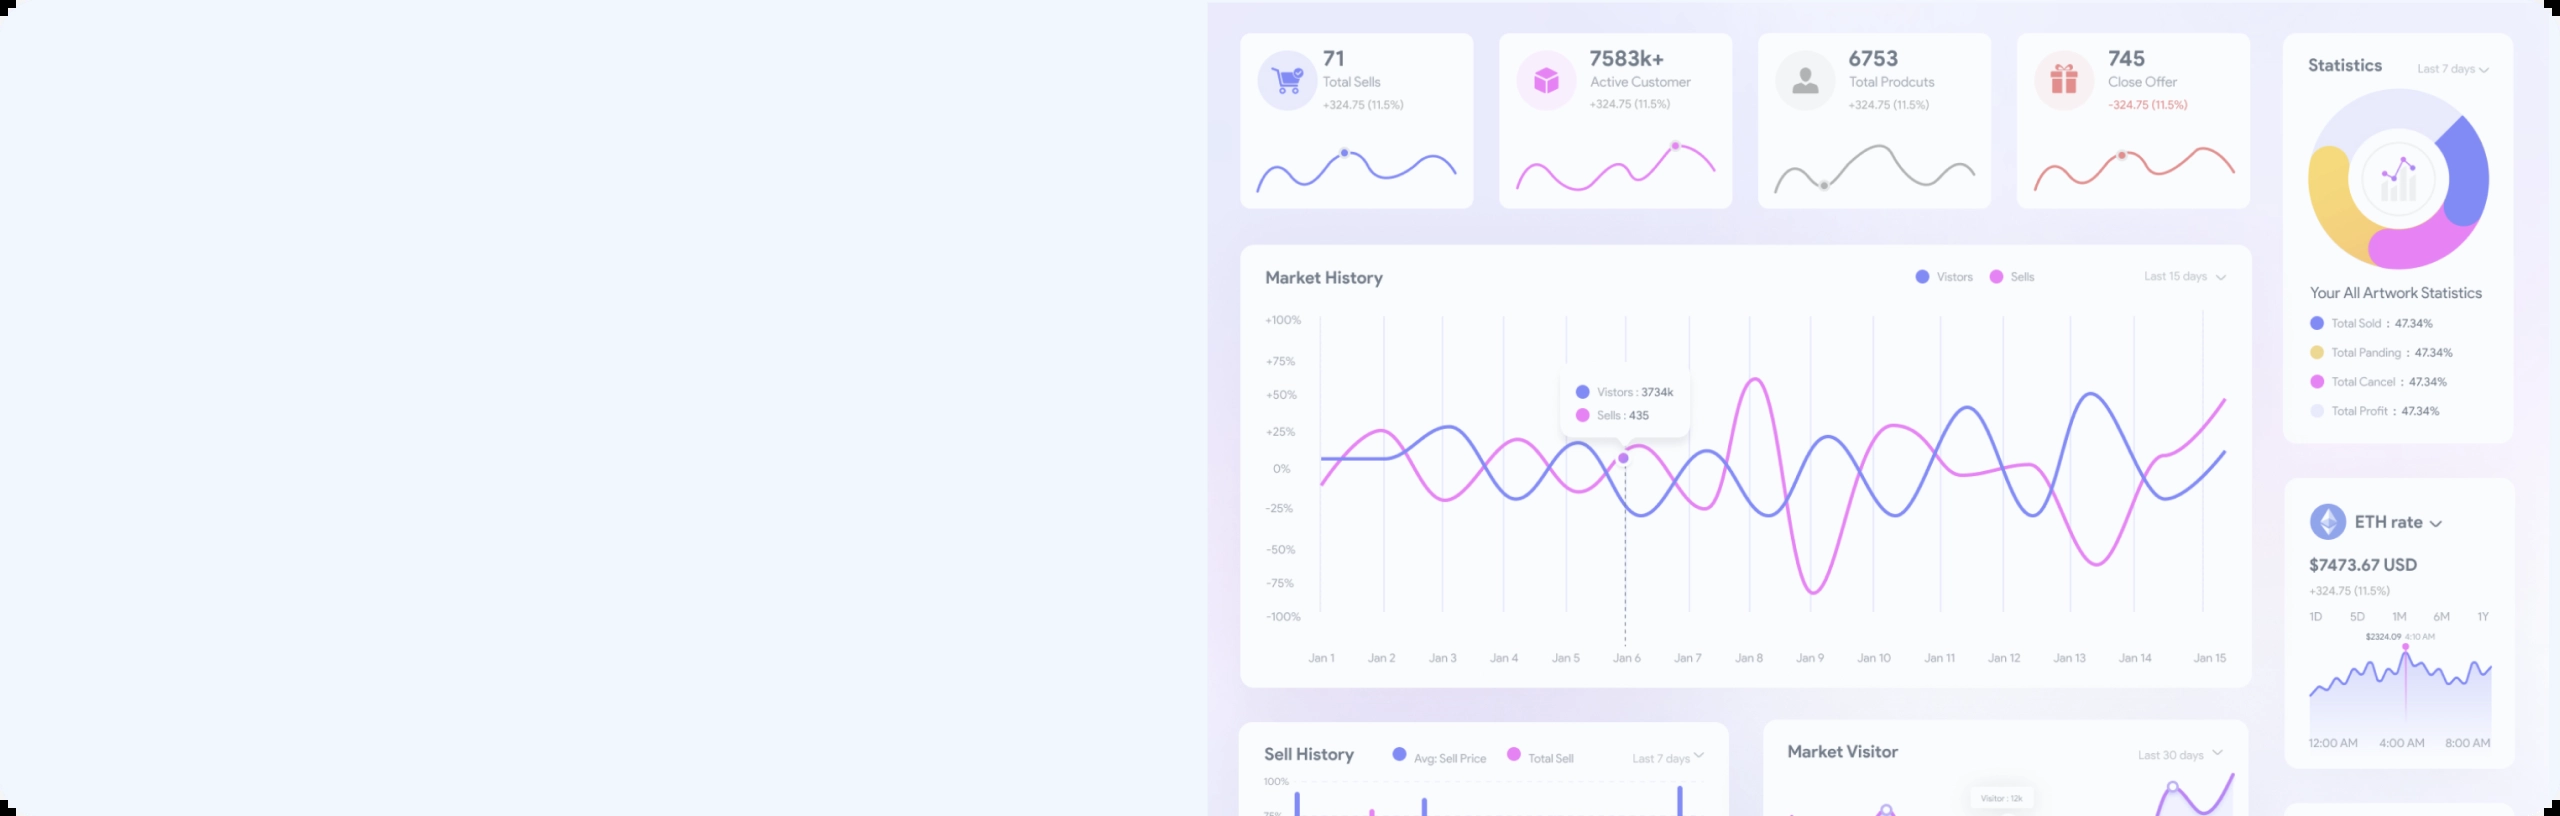 71
Total Sells
+324.75 (11.5%)
7583k+
Active Customer
+324.75 (11.5%)
6753
Total Prodcuts
+324.75 (11.5%)
745
Close Offer
-324.75 (11.5%)
Statistics
Last 7 days
Your All Artwork Statistics
Total Sold : 47.34%
Total Panding : 47.34%
Total Cancel : 47.34%
Total Profit : 47.34%
Market History
Vistors
Sells
Last 15 days
+100%
+75%
+50%
+25%
0%
-25%
-50%
-75%
-100%
Vistors : 3734k
Sells : 435
Jan 1 Jan 2 Jan 3 Jan 4 Jan 5 Jan 6 Jan 7 Jan 8 Jan 9 Jan 10 Jan 11 Jan 12 Jan 13 Jan 14 Jan 15
ETH rate
$7473.67 USD
+324.75 (11.5%)
1D 5D 1M 6M 1Y
$2324.09 4:10 AM
12:00 AM 4:00 AM 8:00 AM
Sell History
Avg: Sell Price
Total Sell
Last 7 days
100%
75%
Market Visitor
Last 30 days
Visitor : 12k